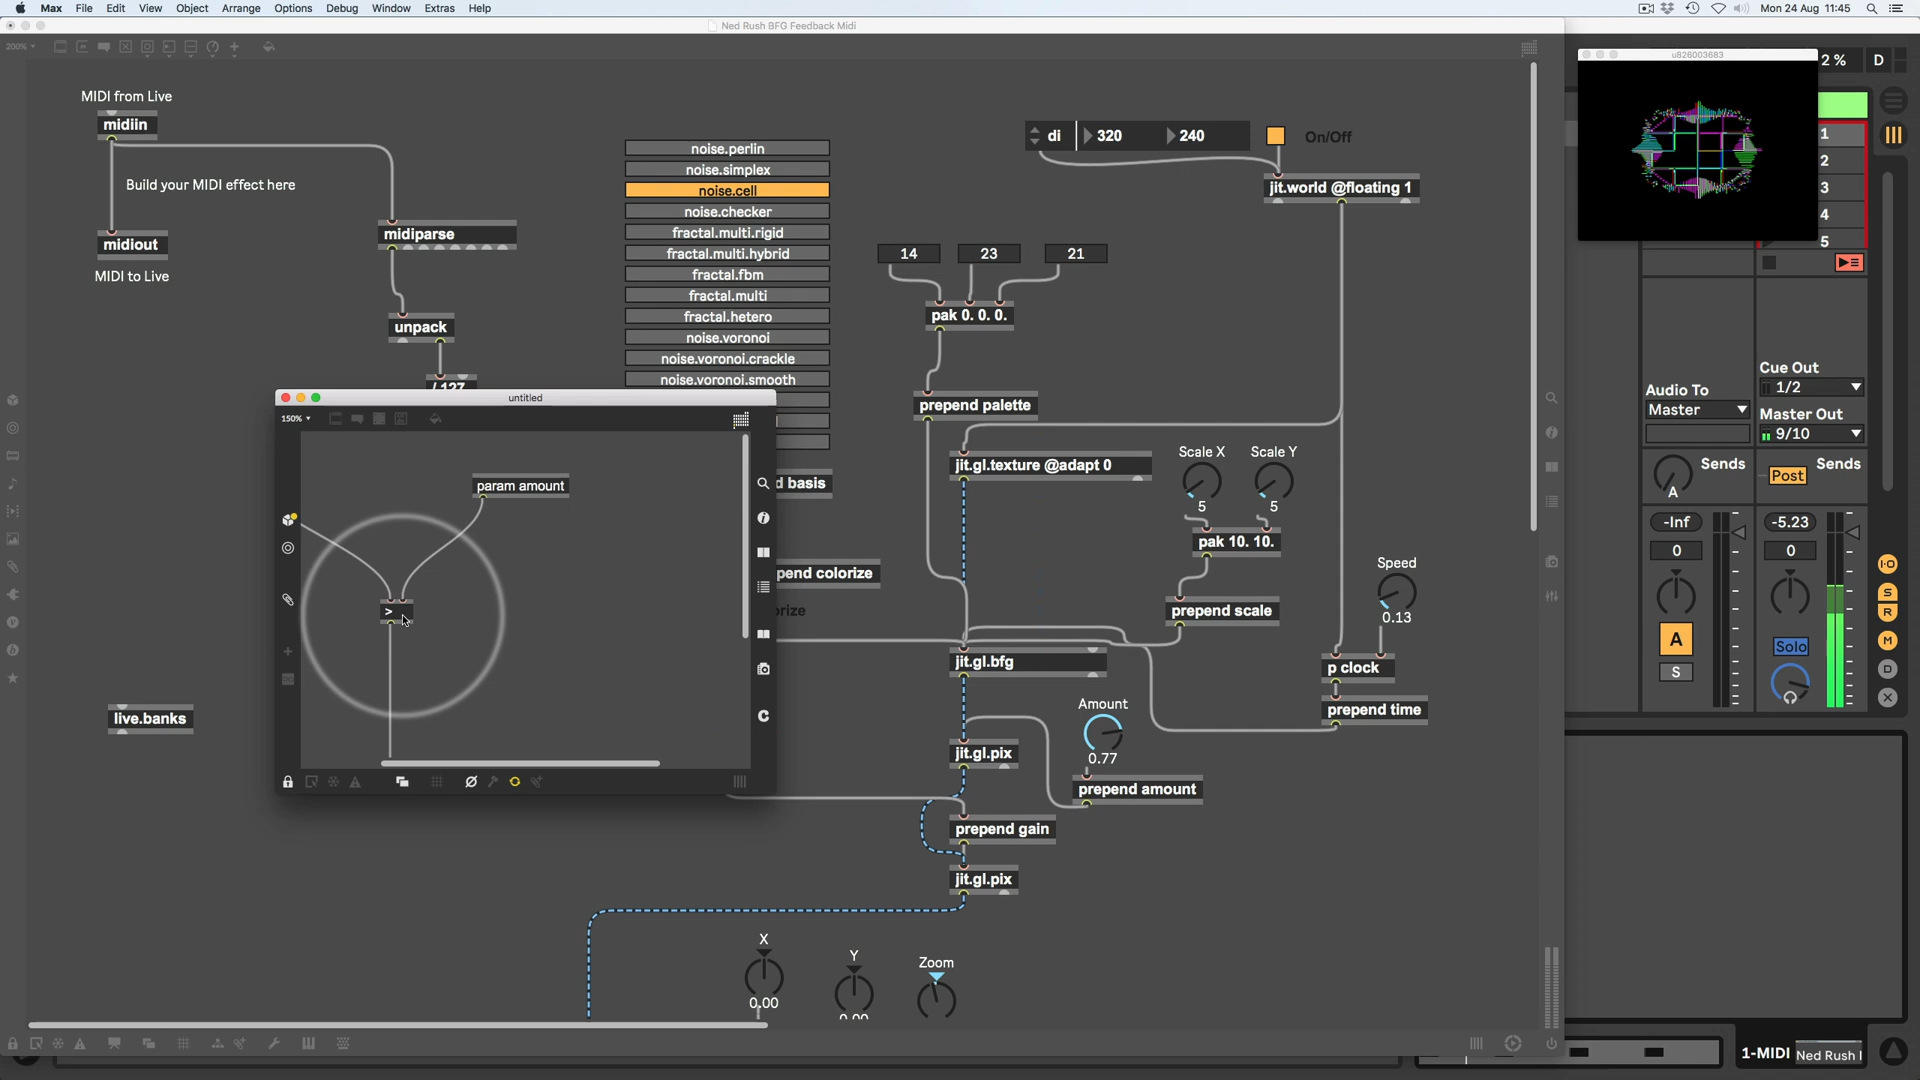 Max File Edit View Object Arrange Options Debug Window Extras Help
Mon 24 Aug 11:45
Ned Rush BFG Feedback Midi
200%
u826003683
2 %
D
MIDI from Live
midiin
Build your MIDI effect here
midiout
MIDI to Live
midiparse
unpack
/ 127.
noise.perlin
noise.simplex
noise.cell
noise.checker
fractal.multi.rigid
fractal.multi.hybrid
fractal.fbm
fractal.multi
fractal.hetero
noise.voronoi
noise.voronoi.crackle
noise.voronoi.smooth
di
320
240
On/Off
jit.world @floating 1
14
23
21
pak 0. 0. 0.
prepend palette
jit.gl.texture @adapt 0
Scale X
Scale Y
5
5
pak 10. 10.
prepend scale
Speed
0.13
p clock
prepend time
jit.gl.bfg
Amount
0.77
prepend amount
jit.gl.pix
prepend gain
jit.gl.pix
X
0.00
Y
0.00
Zoom
d basis
pend colorize
rize
live.banks
untitled
150%
param amount
>
C
1
2
3
4
5
Audio To
Master
Cue Out
1/2
Master Out
9/10
Sends
A
Post
Sends
-Inf
0
A
S
-5.23
0
Solo
I·O
S
R
M
D
X
1-MIDI
Ned Rush I